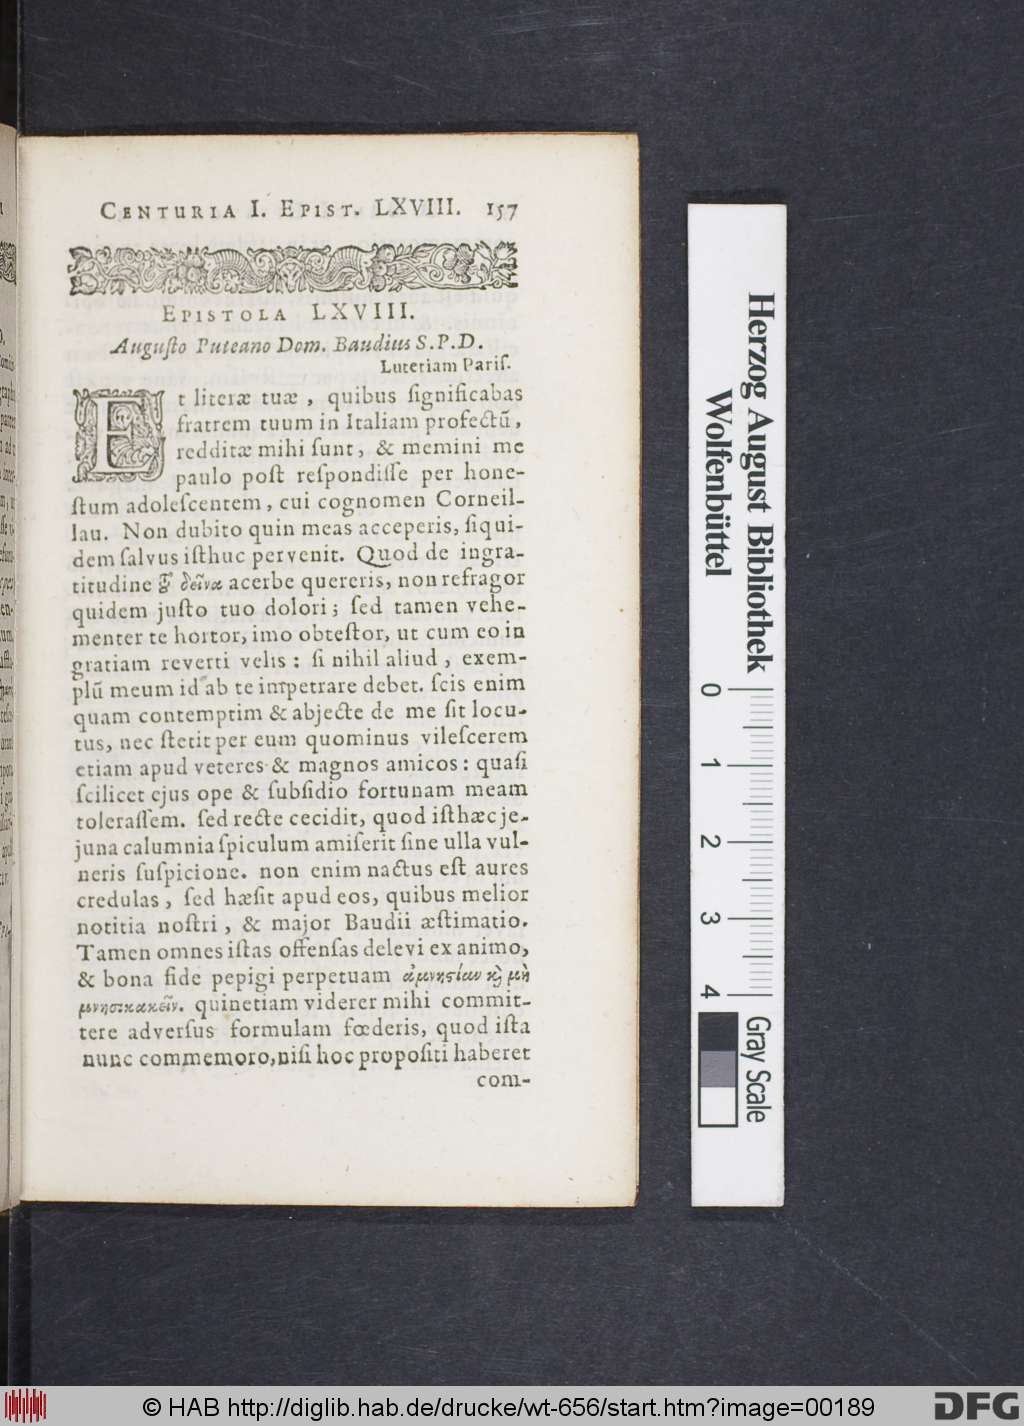 CENTURIA I. EPIST. LXVIII. 157
EPISTOLA LXVIII.
Augusto Puteano Dom. Baudius S.P.D.
Luteriam Pariſ.
Et literæ tuæ, quibus ſignificabas
fratrem tuum in Italiam profectū,
redditæ mihi ſunt, & memini me
paulo poſt reſpondiſſe per hone-
ſtum adoleſcentem, cui cognomen Corneil-
lau. Non dubito quin meas acceperis, ſiqui-
dem ſalvus iſthuc pervenit. Quod de ingra-
titudine δεῖνα acerbe quereris, non refragor
quidem juſto tuo dolori; ſed tamen vehe-
menter te hortor, imo obteſtor, ut cum eo in
gratiam reverti velis: ſi nihil aliud, exem-
plū meum id ab te impetrare debet. ſcis enim
quam contemptim & abjecte de me ſit locu-
tus, nec ſtetit per eum quominus vileſcerem
etiam apud veteres & magnos amicos: quaſi
ſcilicet ejus ope & ſubſidio fortunam meam
toleraſſem. ſed recte cecidit, quod iſthæc je-
juna calumnia ſpiculum amiſerit ſine ulla vul-
neris ſuſpicione. non enim nactus eſt aures
credulas, ſed hæſit apud eos, quibus melior
notitia noſtri, & major Baudii æſtimatio.
Tamen omnes iſtas offenſas delevi ex animo,
& bona fide pepigi perpetuam ἀμνηστίαν κỳ μὴ
μνησικακεῖν. quinetiam viderer mihi commit-
tere adverſus formulam fœderis, quod iſta
nunc commemoro, niſi hoc propoſiti haberet
com-
Herzog August Bibliothek
Wolfenbüttel
0 1 2 3 4
Gray Scale
© HAB http://diglib.hab.de/drucke/wt-656/start.htm?image=00189
DFG